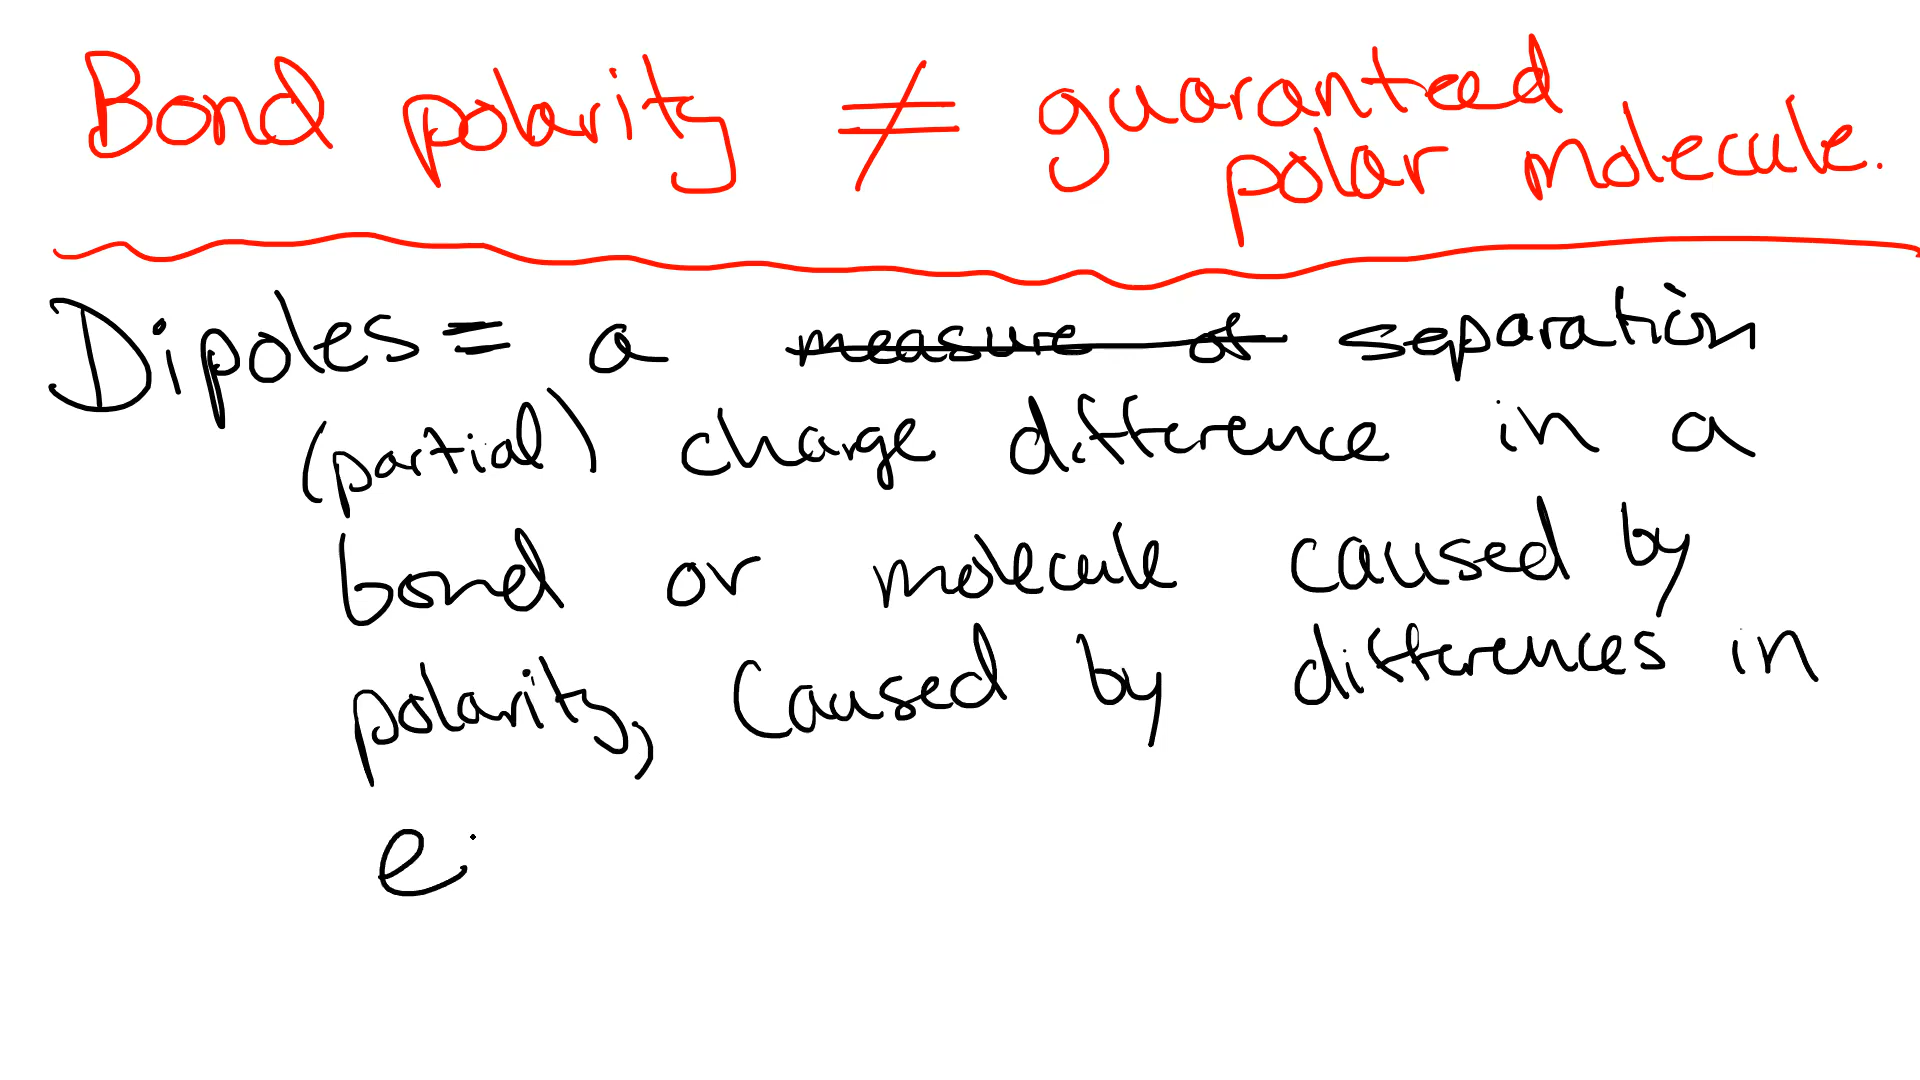 Bond polarity ≠ guaranteed
polar molecule.
Dipoles = a measure of separation
(partial) charge difference in a
bond or molecule caused by
polarity, caused by differences in
e